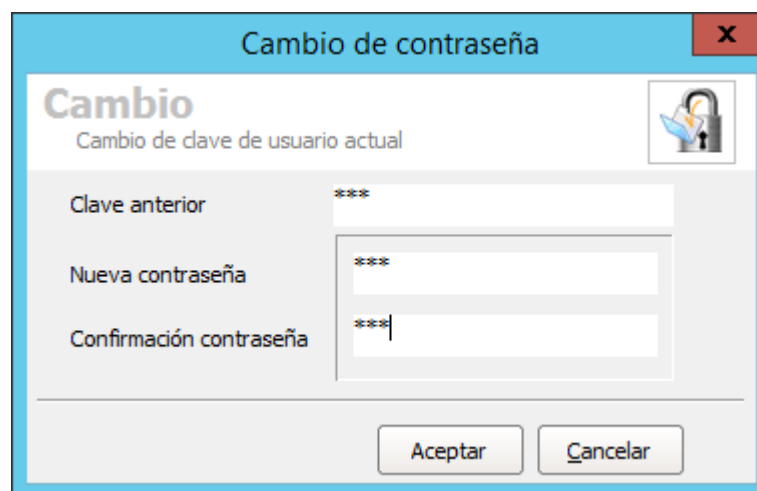 Cambio de contraseña
x
Cambio
Cambio de clave de usuario actual
Clave anterior ***
Nueva contraseña ***
Confirmación contraseña ***
Aceptar Cancelar